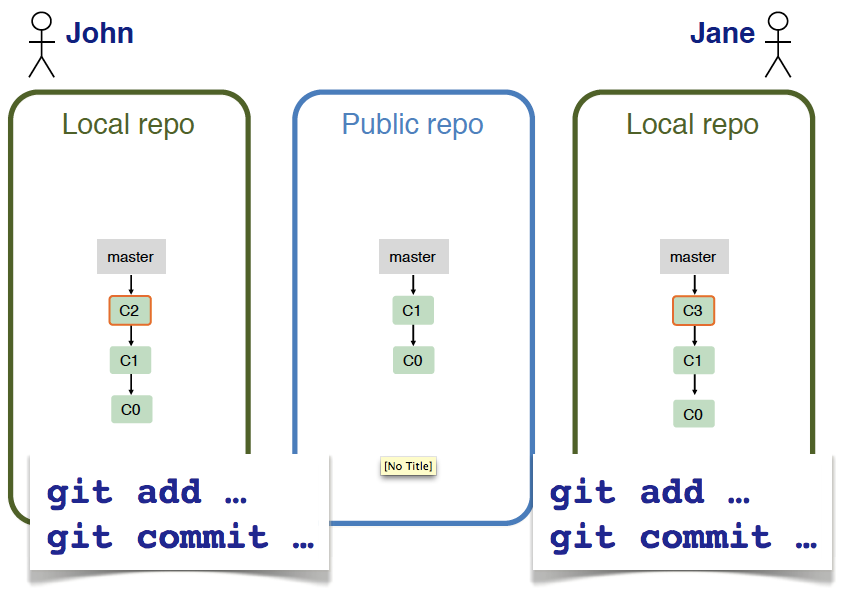 John
Jane
Local repo
Public repo
Local repo
master
C2
C1
C0
master
C1
C0
master
C3
C1
C0
[No Title]
git add …
git commit …
git add …
git commit …